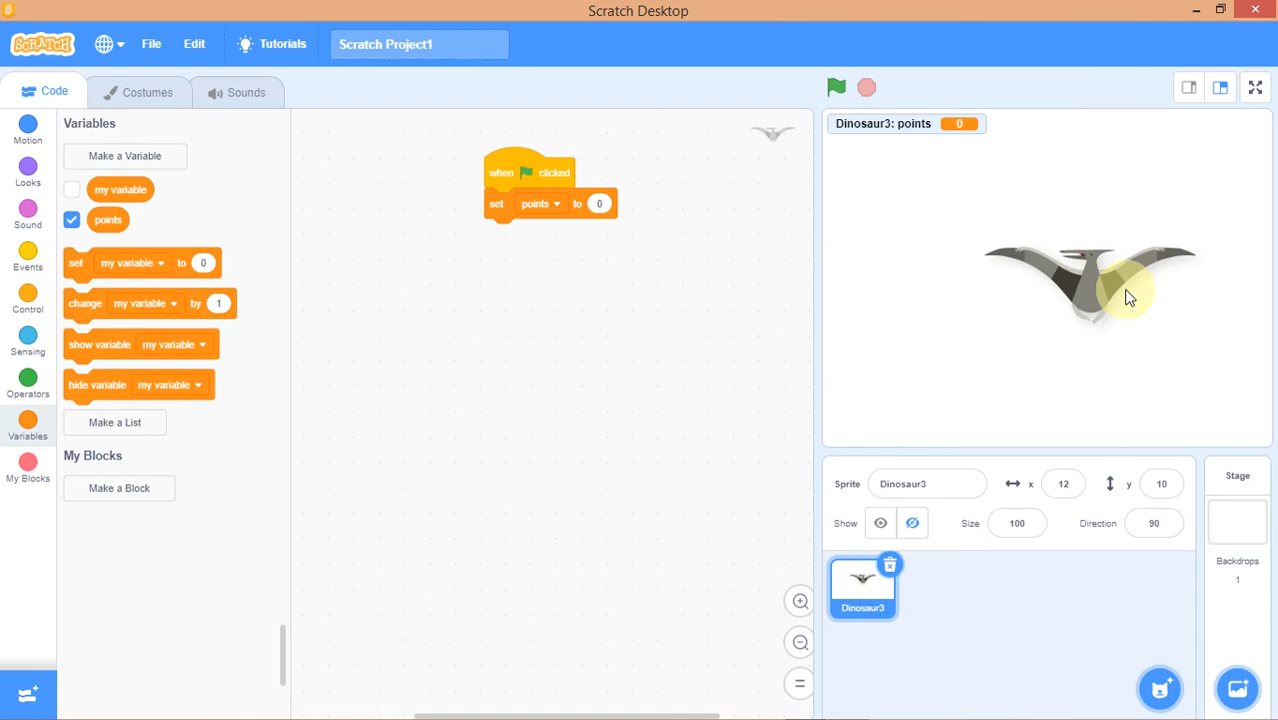 Scratch Desktop
SCRATCH
File
Edit
Tutorials
Scratch Project1
Code
Costumes
Sounds
Motion
Looks
Sound
Events
Control
Sensing
Operators
Variables
My Blocks
Variables
Make a Variable
my variable
points
set my variable to 0
change my variable by 1
show variable my variable
hide variable my variable
Make a List
My Blocks
Make a Block
when clicked
set points to 0
Dinosaur3: points 0
Sprite Dinosaur3 x 12 y 10
Show Size 100 Direction 90
Dinosaur3
Stage
Backdrops
1